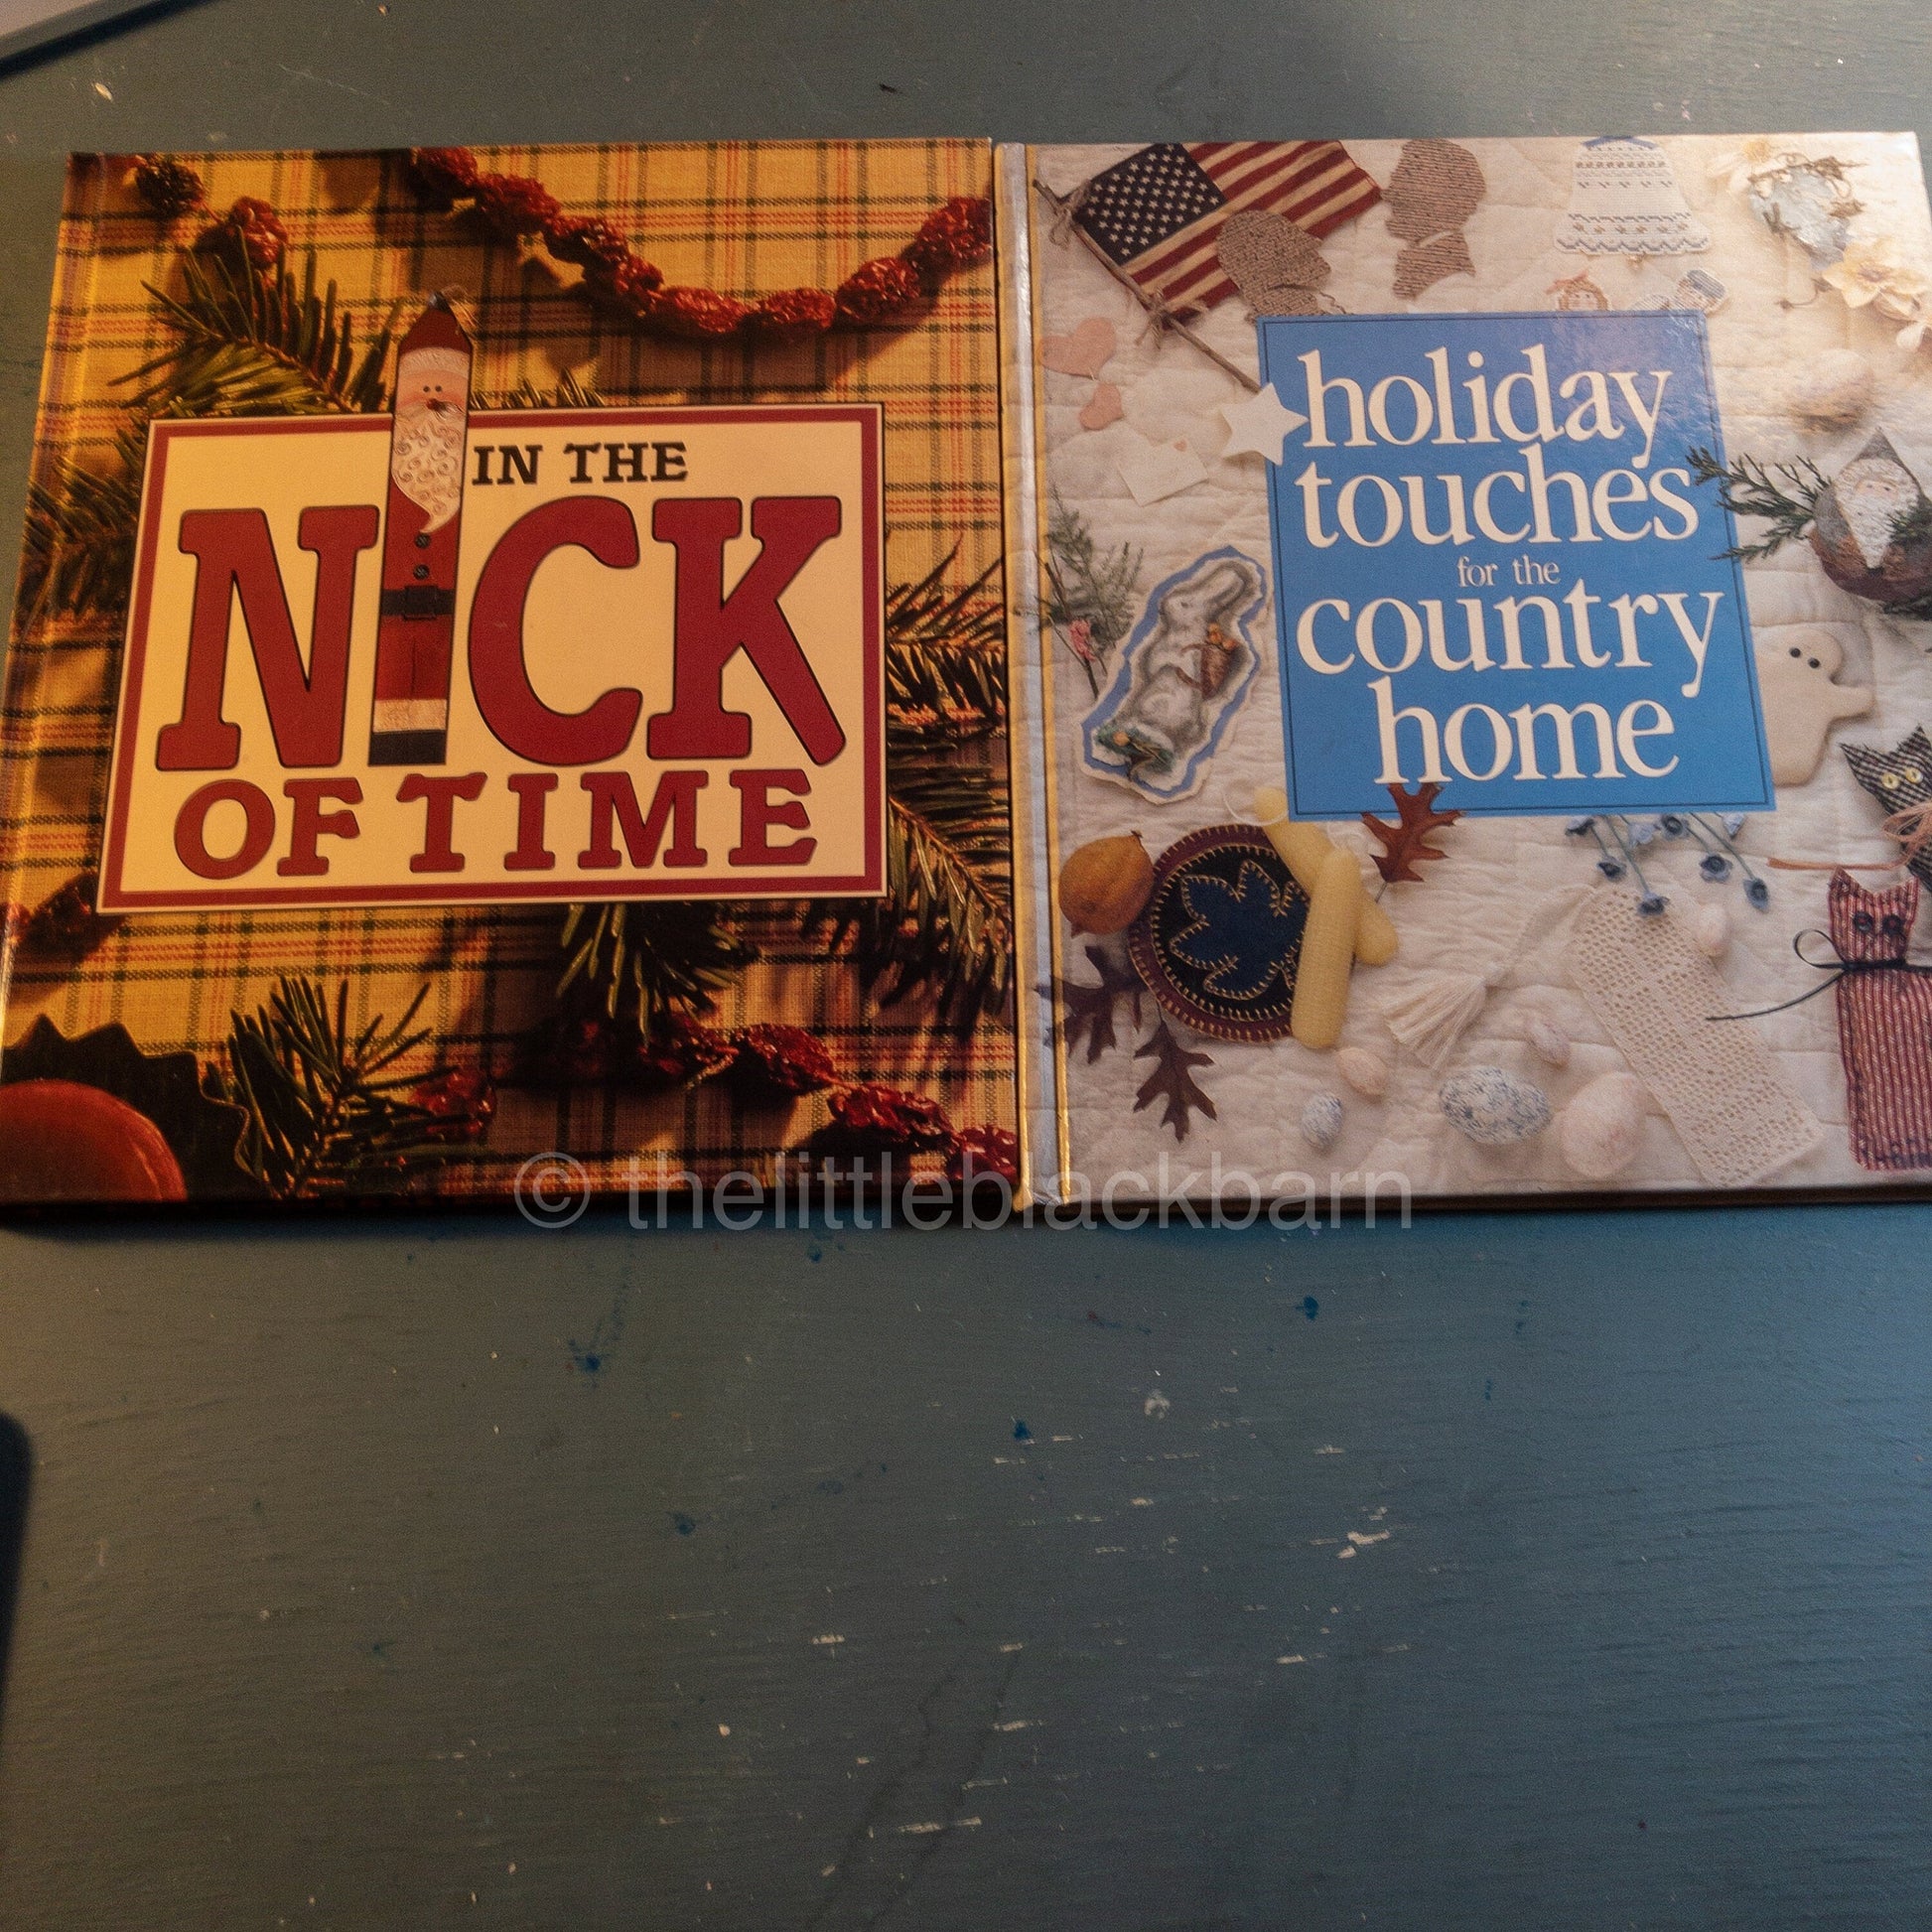 IN THE
NICK
OF TIME
holiday
touches
for the
country
home
© thelittleblackbarn